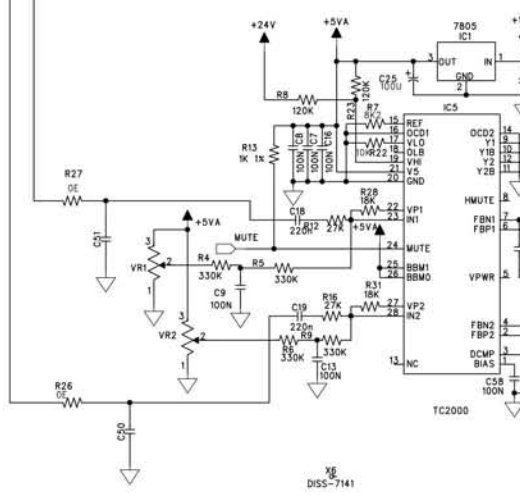 +24V
+5VA
7805
IC1
3 OUT IN 1
GND
2
C25
100U
R8
120K
R23
120K
R7
8K2
R22
R13
1K 1%
C8
100N
C7
100N
C16
100N
IC5
15 REF
16 OCD1
17 VLO
18 OLB
19 VHI
21 V5
20 GND
OCD2 14
Y1 9
Y1B 10
Y2 12
Y2B 11
HMUTE 8
FBN1 7
FBP1 6
VPWR 5
FBN2 4
FBP2 2
DCMP 3
BIAS 1
22 VP1
23 IN1
24 MUTE
25 BBM1
26 BBM0
27 VP2
28 IN2
13 NC
C58
100N
TC2000
R27
0E
C51
C18
220n
R12
27K
R28
18K
+5VA
+5VA
MUTE
3
VR1
2
1
R4
330K
R5
330K
C9
100N
C19
220n
R16
27K
R31
18K
3
VR2
2
1
R6
330K
R9
330K
C13
100N
R26
0E
C50
X6
DISS-7141